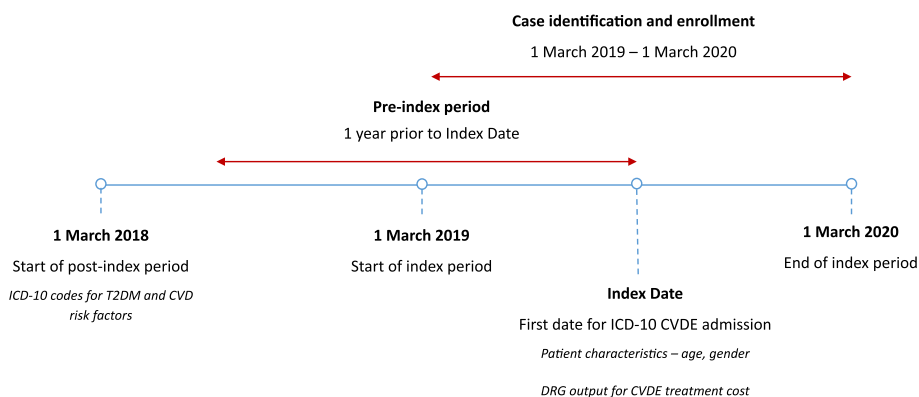 Case identification and enrollment
1 March 2019 – 1 March 2020
Pre-index period
1 year prior to Index Date
1 March 2018
Start of post-index period
ICD-10 codes for T2DM and CVD
risk factors
1 March 2019
Start of index period
Index Date
First date for ICD-10 CVDE admission
Patient characteristics – age, gender
DRG output for CVDE treatment cost
1 March 2020
End of index period